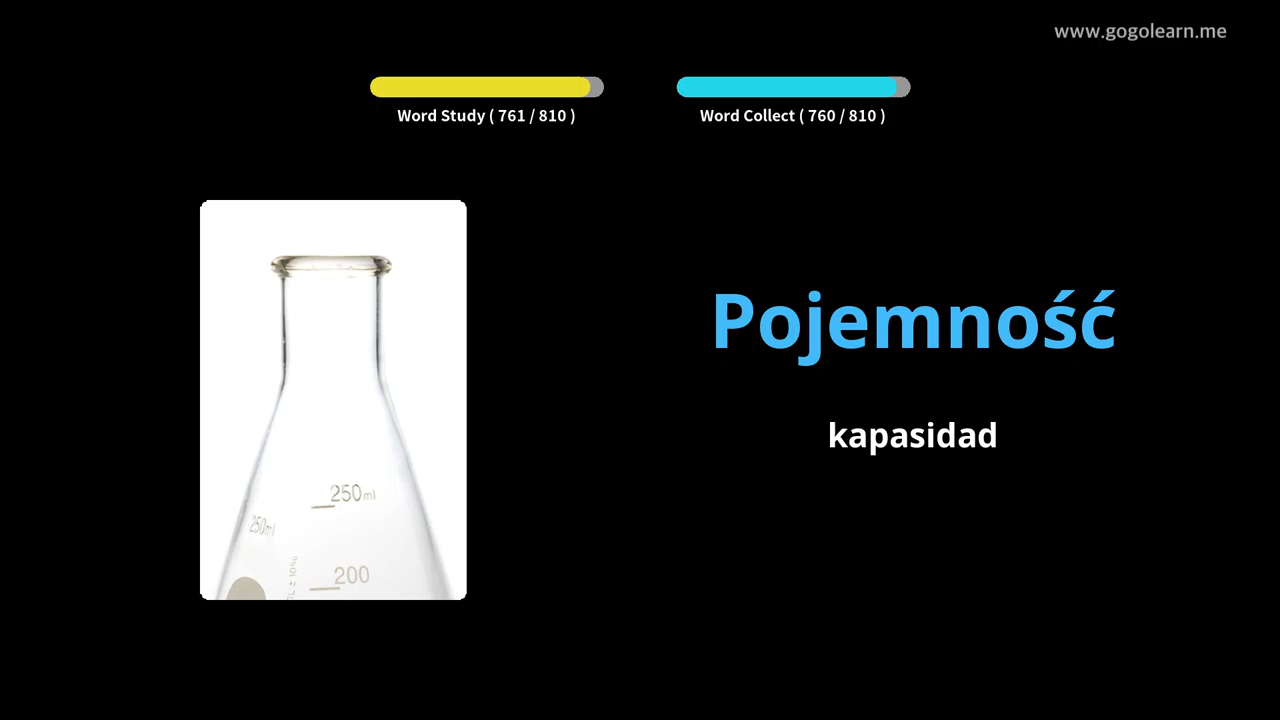 www.gogolearn.me
Word Study ( 761 / 810 )
Word Collect ( 760 / 810 )
Pojemność
kapasidad
250ml
250ml
200